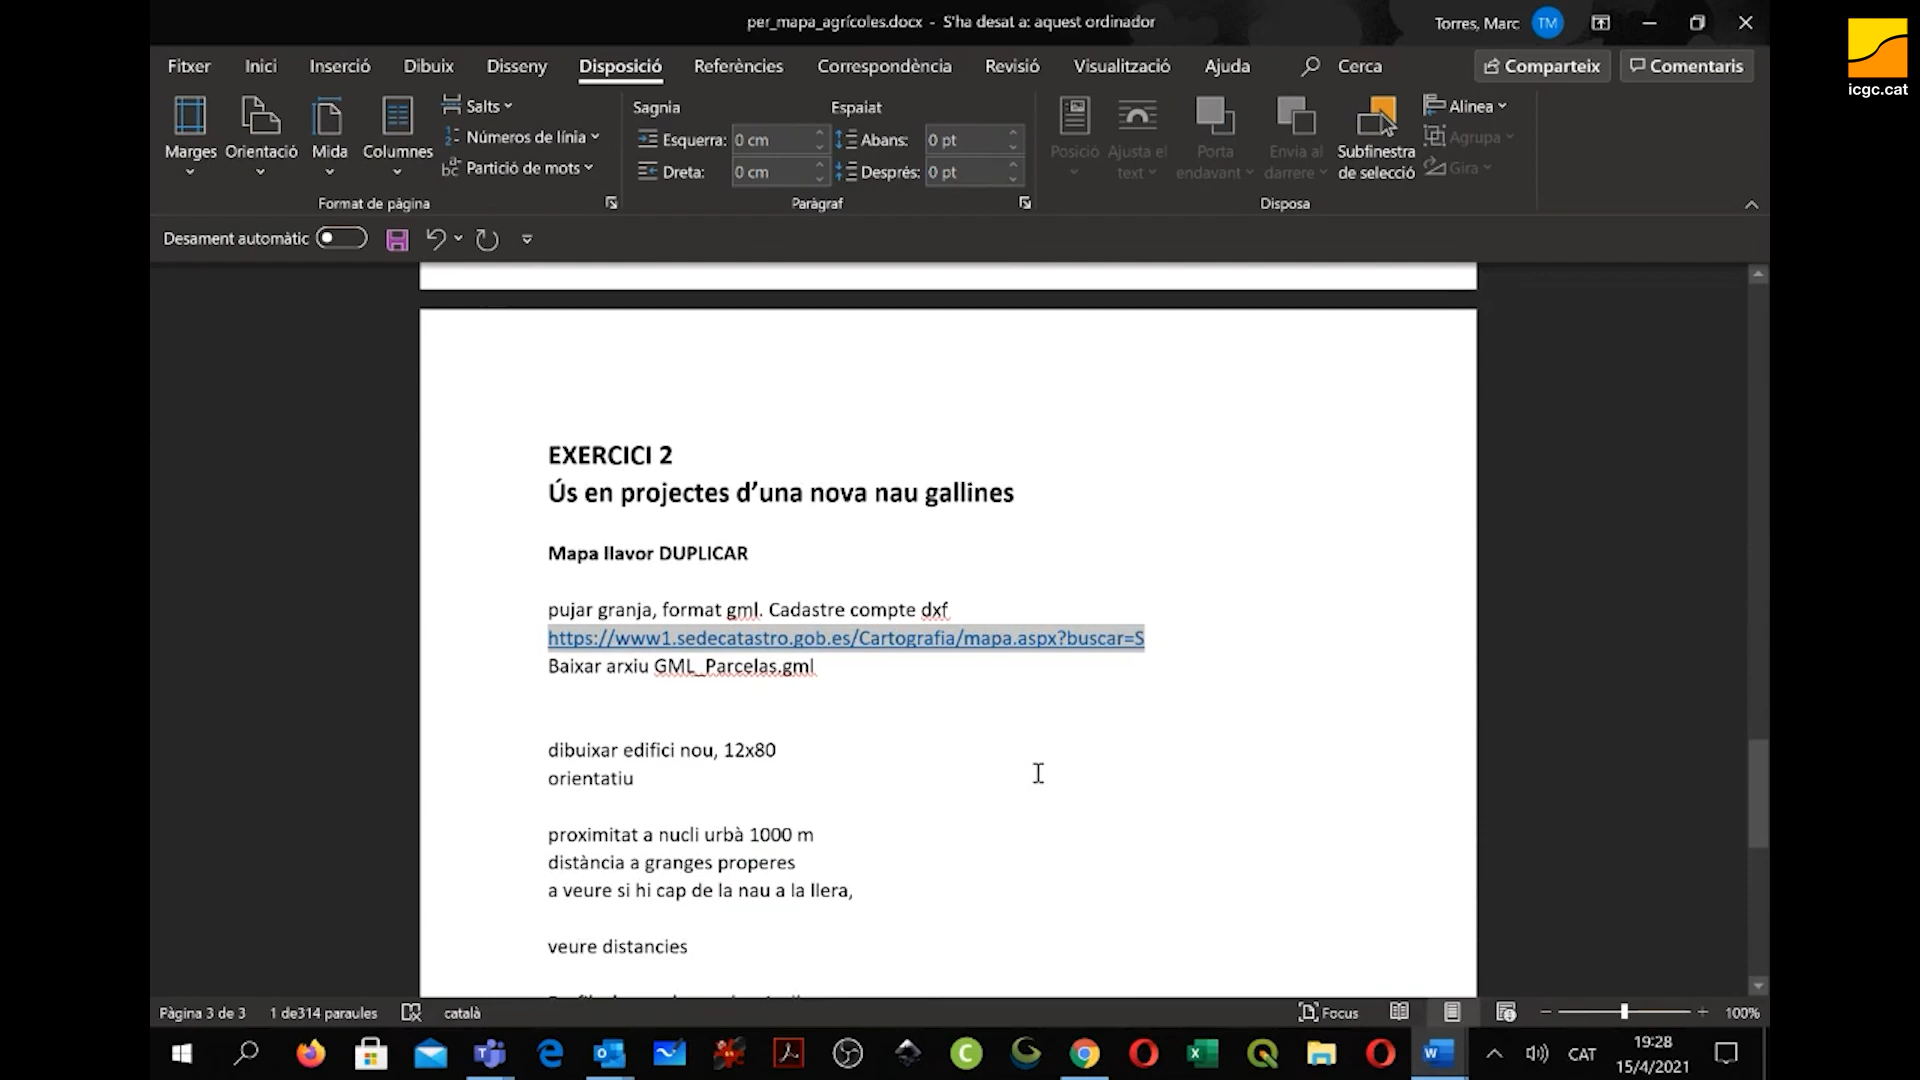 per_mapa_agrícoles.docx - S'ha desat a: aquest ordinador
Torres, Marc TM
icgc.cat
Fitxer Inici Inserció Dibuix Disseny Disposició Referències Correspondència Revisió Visualització Ajuda Cerca Comparteix Comentaris
Marges Orientació Mida Columnes
Salts
Números de línia
Partició de mots
Format de pàgina
Sagnia Espaiat
Esquerra: 0 cm Abans: 0 pt
Dreta: 0 cm Després: 0 pt
Paràgraf
Posició
Ajusta el text
Porta endavant
Envia al darrere
Subfinestra de selecció
Alinea
Agrupa
Gira
Disposa
Desament automàtic
EXERCICI 2
Ús en projectes d'una nova nau gallines
Mapa llavor DUPLICAR
pujar granja, format gml. Cadastre compte dxf
https://www1.sedecatastro.gob.es/Cartografia/mapa.aspx?buscar=S
Baixar arxiu GML_Parcelas.gml
dibuixar edifici nou, 12x80
orientatiu
proximitat a nucli urbà 1000 m
distància a granges properes
a veure si hi cap de la nau a la llera,
veure distancies
Pàgina 3 de 3 1 de314 paraules català Focus 100%
CAT
19:28
15/4/2021